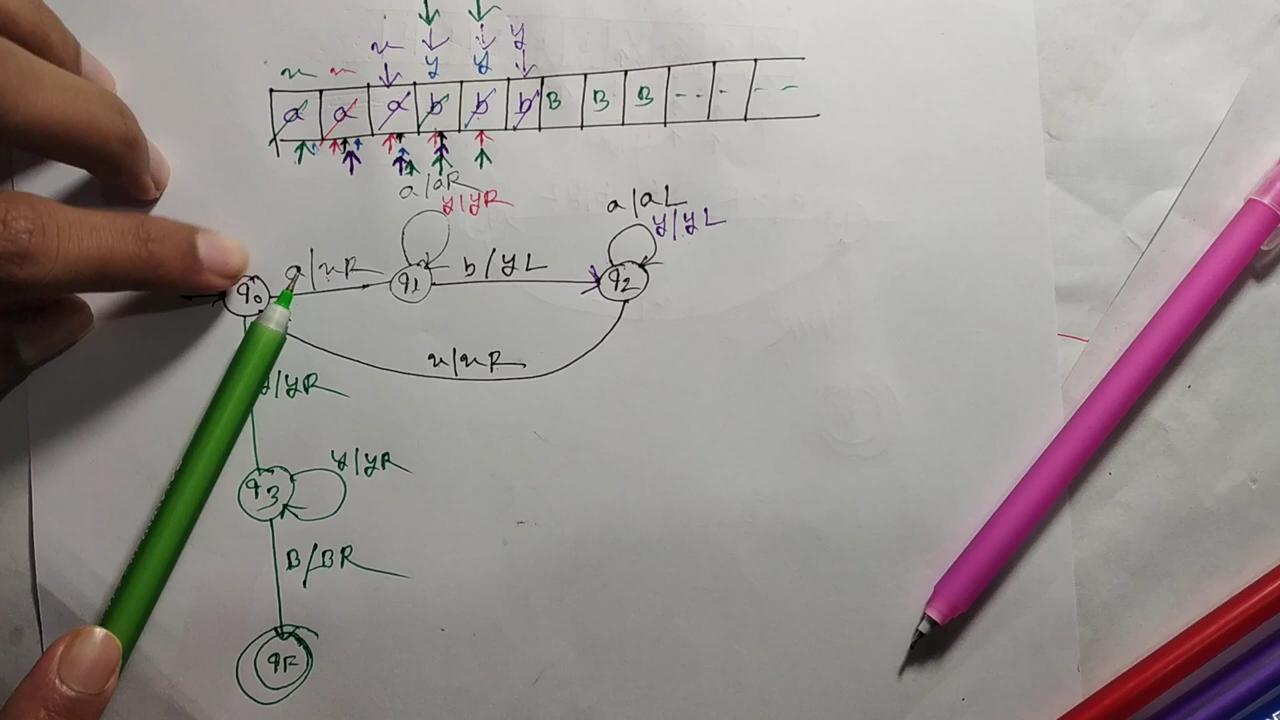 x x x y y y
a a a b b b B B B -- - --
a/aR
y/yR
a/aL
y/yL
q0 a/xR q1 b/yL q2
x/xR
y/yR
q3 y/yR
B/BR
qF